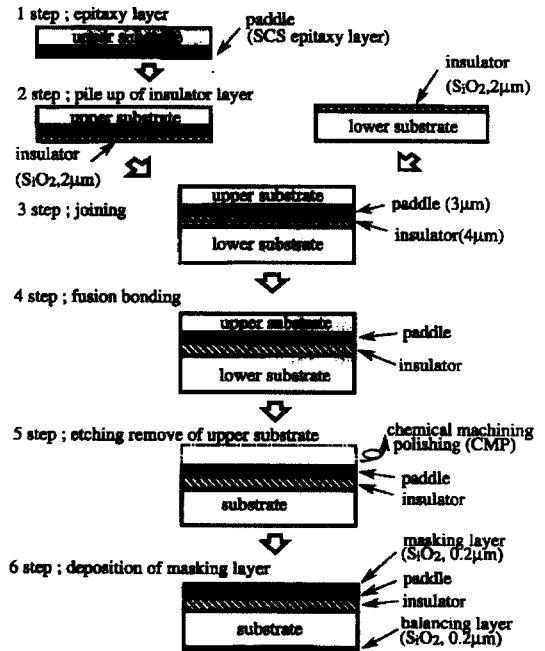 1 step ; epitaxy layer
upper substrate
paddle
(SCS epitaxy layer)
2 step ; pile up of insulator layer
upper substrate
insulator
(SiO2,2μm)
insulator
(SiO2,2μm)
lower substrate
3 step ; joining
upper substrate
lower substrate
paddle (3μm)
insulator(4μm)
4 step ; fusion bonding
upper substrate
lower substrate
paddle
insulator
5 step ; etching remove of upper substrate
chemical machining
polishing (CMP)
paddle
insulator
substrate
6 step ; deposition of masking layer
masking layer
(SiO2, 0.2μm)
paddle
insulator
substrate
balancing layer
(SiO2, 0.2μm)